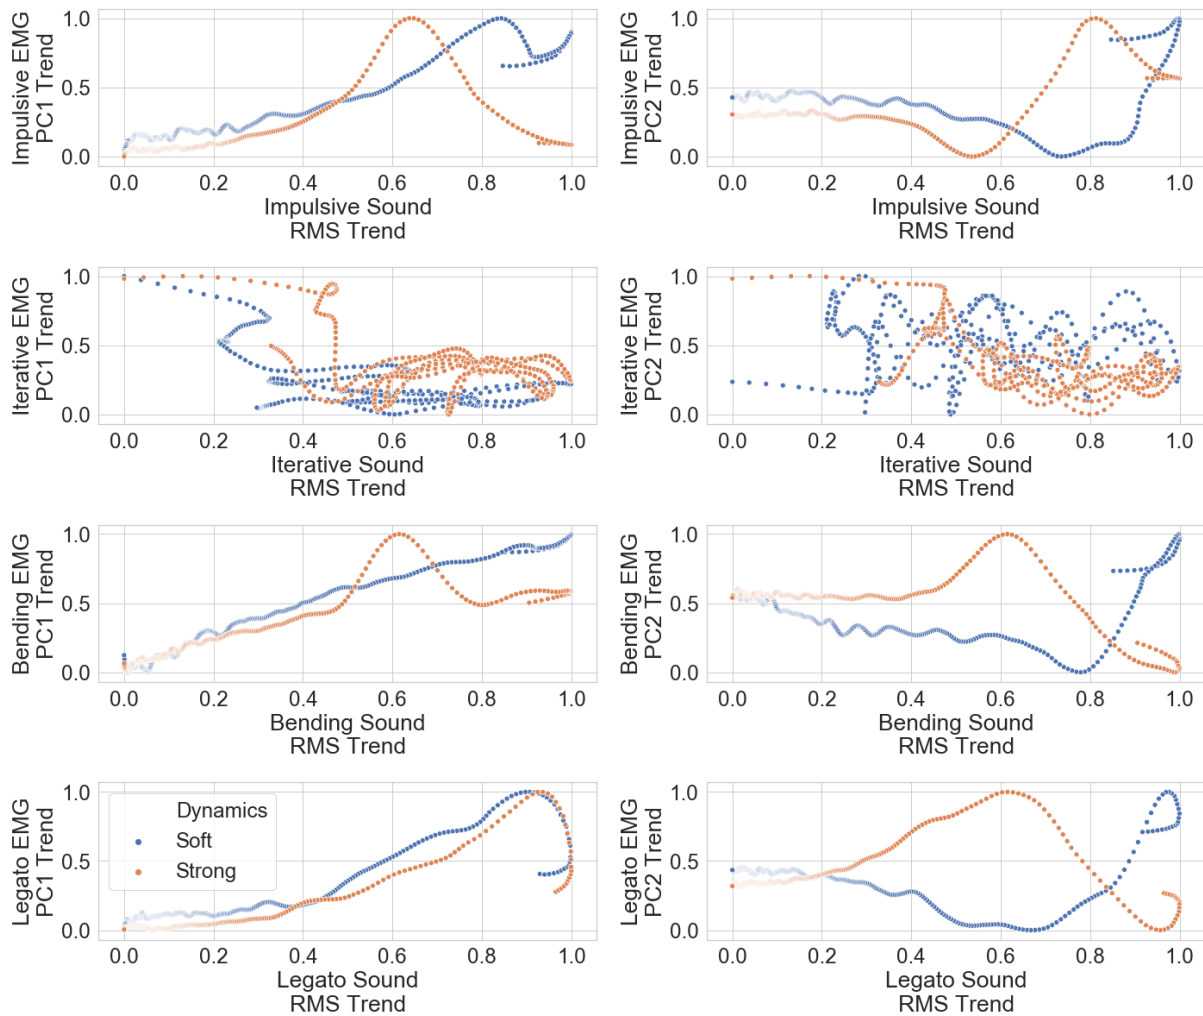 Impulsive EMG
PC1 Trend
1.0
0.5
0.0
0.0 0.2 0.4 0.6 0.8 1.0
Impulsive Sound
RMS Trend
Impulsive EMG
PC2 Trend
1.0
0.5
0.0
0.0 0.2 0.4 0.6 0.8 1.0
Impulsive Sound
RMS Trend
Iterative EMG
PC1 Trend
1.0
0.5
0.0
0.0 0.2 0.4 0.6 0.8 1.0
Iterative Sound
RMS Trend
Iterative EMG
PC2 Trend
1.0
0.5
0.0
0.0 0.2 0.4 0.6 0.8 1.0
Iterative Sound
RMS Trend
Bending EMG
PC1 Trend
1.0
0.5
0.0
0.0 0.2 0.4 0.6 0.8 1.0
Bending Sound
RMS Trend
Bending EMG
PC2 Trend
1.0
0.5
0.0
0.0 0.2 0.4 0.6 0.8 1.0
Bending Sound
RMS Trend
Legato EMG
PC1 Trend
1.0
0.5
0.0
Dynamics
Soft
Strong
0.0 0.2 0.4 0.6 0.8 1.0
Legato Sound
RMS Trend
Legato EMG
PC2 Trend
1.0
0.5
0.0
0.0 0.2 0.4 0.6 0.8 1.0
Legato Sound
RMS Trend